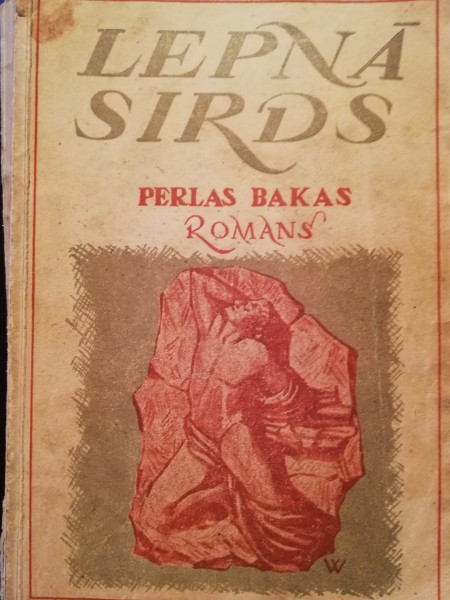 LEPNĀ
SIRDS
PERLAS BAKAS
ROMANS
W